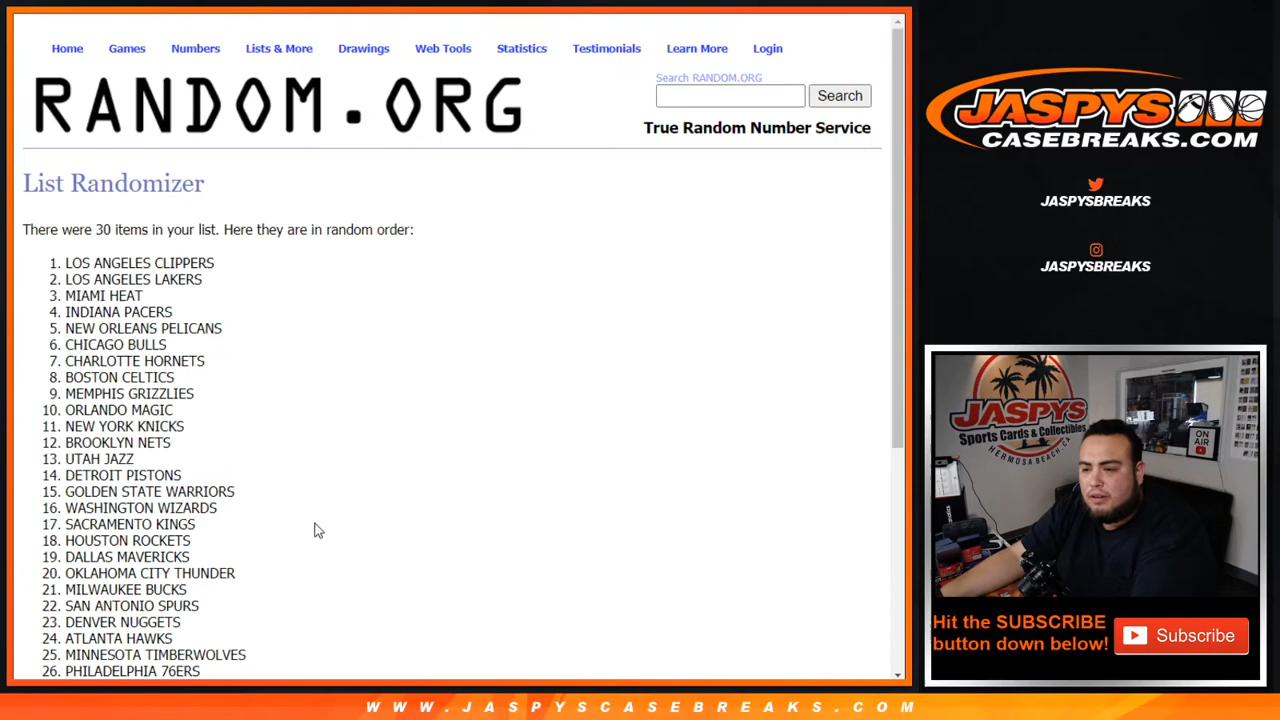 Home Games Numbers Lists & More Drawings Web Tools Statistics Testimonials Learn More Login
RANDOM.ORG
Search RANDOM.ORG
Search
True Random Number Service
List Randomizer
There were 30 items in your list. Here they are in random order:
1. LOS ANGELES CLIPPERS
2. LOS ANGELES LAKERS
3. MIAMI HEAT
4. INDIANA PACERS
5. NEW ORLEANS PELICANS
6. CHICAGO BULLS
7. CHARLOTTE HORNETS
8. BOSTON CELTICS
9. MEMPHIS GRIZZLIES
10. ORLANDO MAGIC
11. NEW YORK KNICKS
12. BROOKLYN NETS
13. UTAH JAZZ
14. DETROIT PISTONS
15. GOLDEN STATE WARRIORS
16. WASHINGTON WIZARDS
17. SACRAMENTO KINGS
18. HOUSTON ROCKETS
19. DALLAS MAVERICKS
20. OKLAHOMA CITY THUNDER
21. MILWAUKEE BUCKS
22. SAN ANTONIO SPURS
23. DENVER NUGGETS
24. ATLANTA HAWKS
25. MINNESOTA TIMBERWOLVES
26. PHILADELPHIA 76ERS
JASPYS
CASEBREAKS.COM
JASPYSBREAKS
JASPYSBREAKS
JASPYS
Sports Cards & Collectibles
HERMOSA BEACH, CA
ON
AIR
Hit the SUBSCRIBE
button down below!
Subscribe
WWW.JASPYSCASEBREAKS.COM